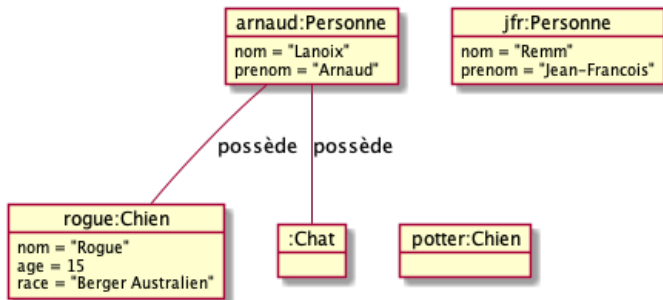 arnaud:Personne
nom = "Lanoix"
prenom = "Arnaud"
jfr:Personne
nom = "Remm"
prenom = "Jean-Francois"
possède
possède
rogue:Chien
nom = "Rogue"
age = 15
race = "Berger Australien"
:Chat
potter:Chien